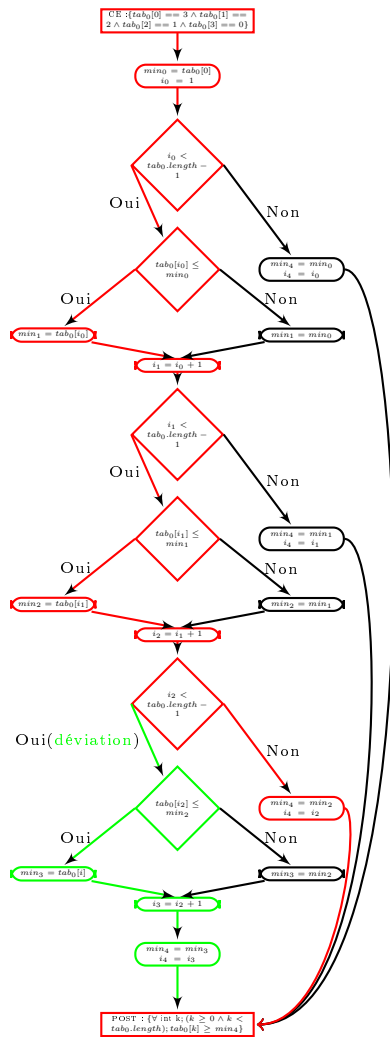 CE :{tab₀[0] == 3 ∧ tab₀[1] ==
2 ∧ tab₀[2] == 1 ∧ tab₀[3] == 0}
min₀ = tab₀[0]
i₀ = 1
i₀ <
tab₀.length −
1
Oui
Non
tab₀[i₀] ≤
min₀
min₄ = min₀
i₄ = i₀
Oui
Non
min₁ = tab₀[i₀]
min₁ = min₀
i₁ = i₀ + 1
i₁ <
tab₀.length −
1
Oui
Non
tab₀[i₁] ≤
min₁
min₄ = min₁
i₄ = i₁
Oui
Non
min₂ = tab₀[i₁]
min₂ = min₁
i₂ = i₁ + 1
i₂ <
tab₀.length −
1
Oui(déviation)
Non
tab₀[i₂] ≤
min₂
min₄ = min₂
i₄ = i₂
Oui
Non
min₃ = tab₀[i]
min₃ = min₂
i₃ = i₂ + 1
min₄ = min₃
i₄ = i₃
POST : {∀ int k; (k ≥ 0 ∧ k <
tab₀.length); tab₀[k] ≥ min₄}